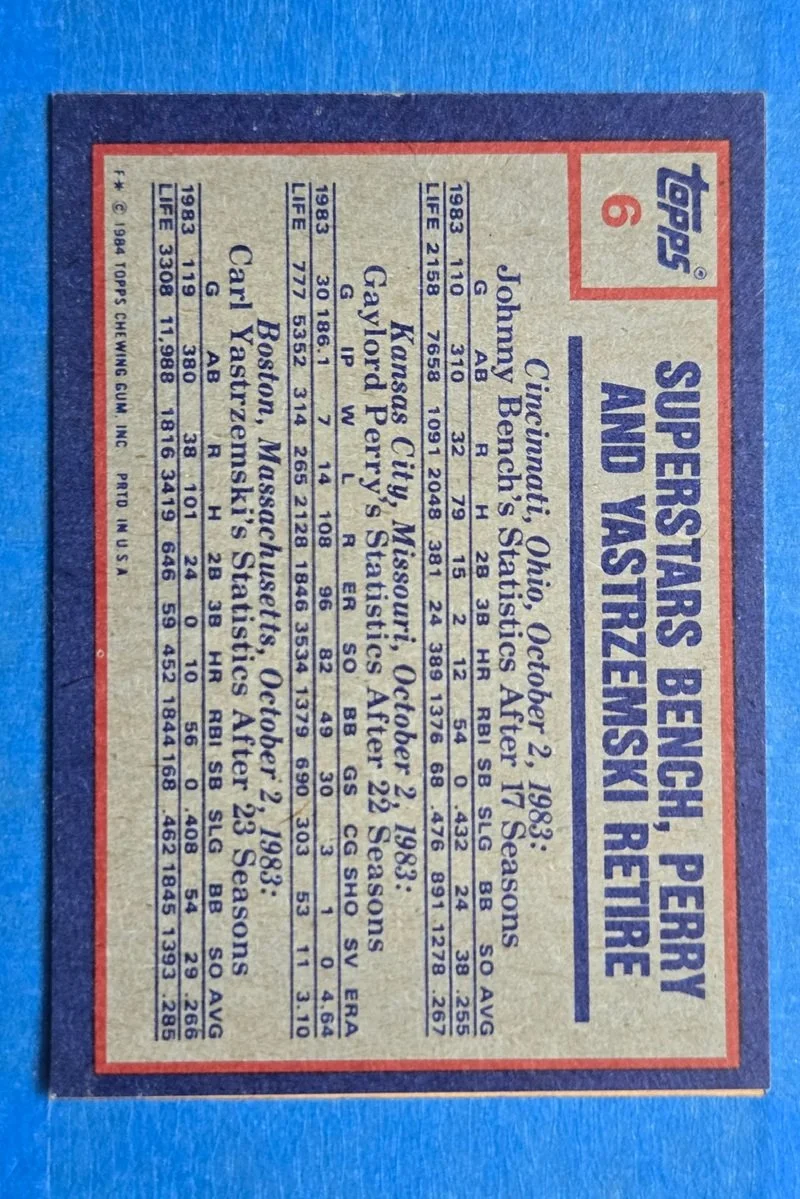 TOPPS®
6
SUPERSTARS BENCH, PERRY
AND YASTRZEMSKI RETIRE
Cincinnati, Ohio, October 2, 1983:
Johnny Bench's Statistics After 17 Seasons
G AB R H 2B 3B HR RBI SB SLG BB SO AVG
1983 110 310 32 79 15 2 12 54 0 .432 24 38 .255
LIFE 2158 7658 1091 2048 381 24 389 1376 68 .476 891 1278 .267
Kansas City, Missouri, October 2, 1983:
Gaylord Perry's Statistics After 22 Seasons
G IP W L R ER SO BB GS CG SHO SV ERA
1983 30 186.1 7 14 108 96 82 49 30 3 1 0 4.64
LIFE 777 5352 314 265 2128 1846 3534 1379 690 303 53 11 3.10
Boston, Massachusetts, October 2, 1983:
Carl Yastrzemski's Statistics After 23 Seasons
G AB R H 2B 3B HR RBI SB SLG BB SO AVG
1983 119 380 38 101 24 0 10 56 0 .408 54 29 .266
LIFE 3308 11,988 1816 3419 646 59 452 1844 168 .462 1845 1393 .285
F* © 1984 TOPPS CHEWING GUM, INC. PRTD. IN U.S.A.